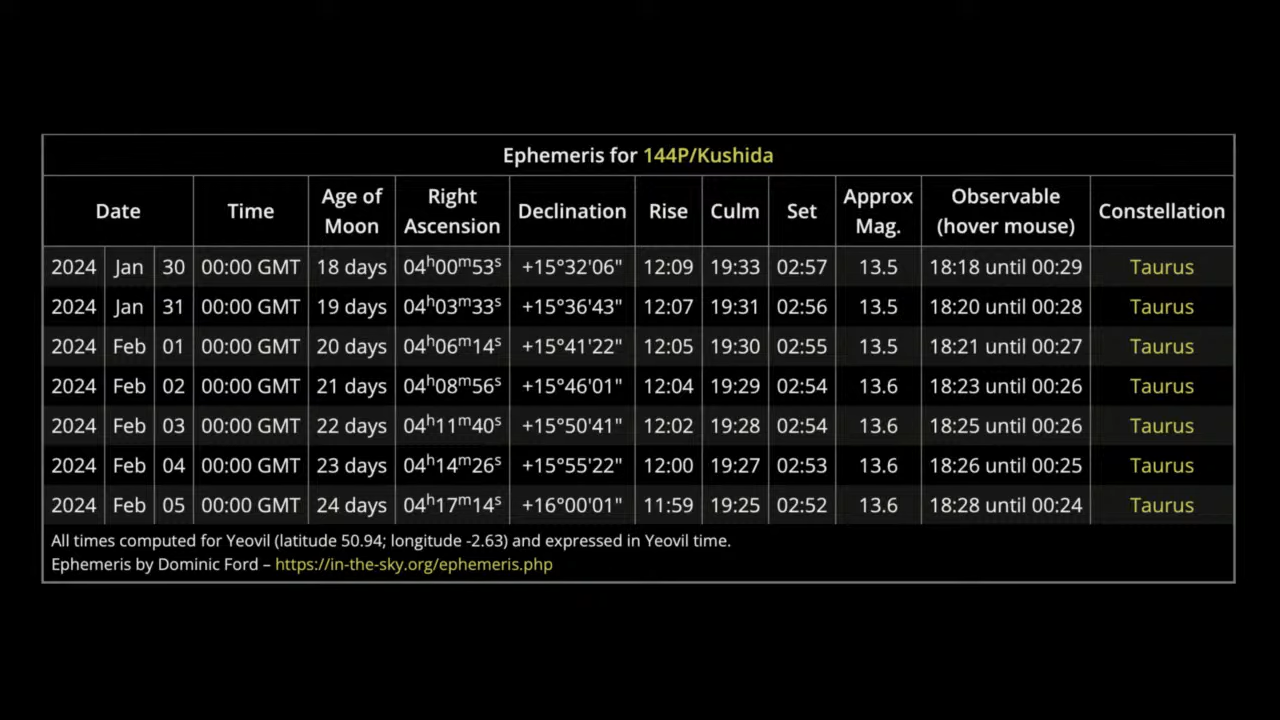 Ephemeris for 144P/Kushida
Date Time Age of Moon Right Ascension Declination Rise Culm Set Approx Mag. Observable (hover mouse) Constellation
2024 Jan 30 00:00 GMT 18 days 04ʰ00ᵐ53ˢ +15°32'06" 12:09 19:33 02:57 13.5 18:18 until 00:29 Taurus
2024 Jan 31 00:00 GMT 19 days 04ʰ03ᵐ33ˢ +15°36'43" 12:07 19:31 02:56 13.5 18:20 until 00:28 Taurus
2024 Feb 01 00:00 GMT 20 days 04ʰ06ᵐ14ˢ +15°41'22" 12:05 19:30 02:55 13.5 18:21 until 00:27 Taurus
2024 Feb 02 00:00 GMT 21 days 04ʰ08ᵐ56ˢ +15°46'01" 12:04 19:29 02:54 13.6 18:23 until 00:26 Taurus
2024 Feb 03 00:00 GMT 22 days 04ʰ11ᵐ40ˢ +15°50'41" 12:02 19:28 02:54 13.6 18:25 until 00:26 Taurus
2024 Feb 04 00:00 GMT 23 days 04ʰ14ᵐ26ˢ +15°55'22" 12:00 19:27 02:53 13.6 18:26 until 00:25 Taurus
2024 Feb 05 00:00 GMT 24 days 04ʰ17ᵐ14ˢ +16°00'01" 11:59 19:25 02:52 13.6 18:28 until 00:24 Taurus
All times computed for Yeovil (latitude 50.94; longitude -2.63) and expressed in Yeovil time.
Ephemeris by Dominic Ford – https://in-the-sky.org/ephemeris.php